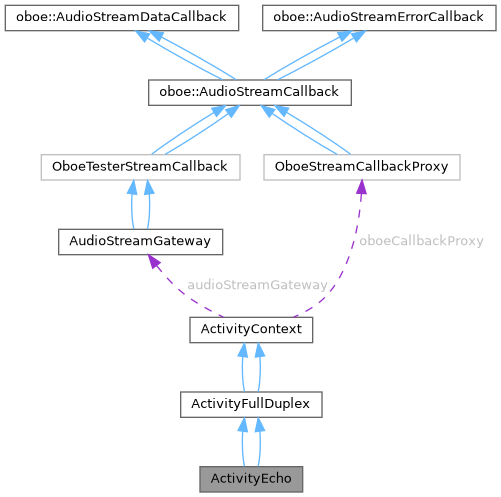 oboe::AudioStreamDataCallback
oboe::AudioStreamErrorCallback
oboe::AudioStreamCallback
OboeTesterStreamCallback
OboeStreamCallbackProxy
AudioStreamGateway
oboeCallbackProxy
audioStreamGateway
ActivityContext
ActivityFullDuplex
ActivityEcho